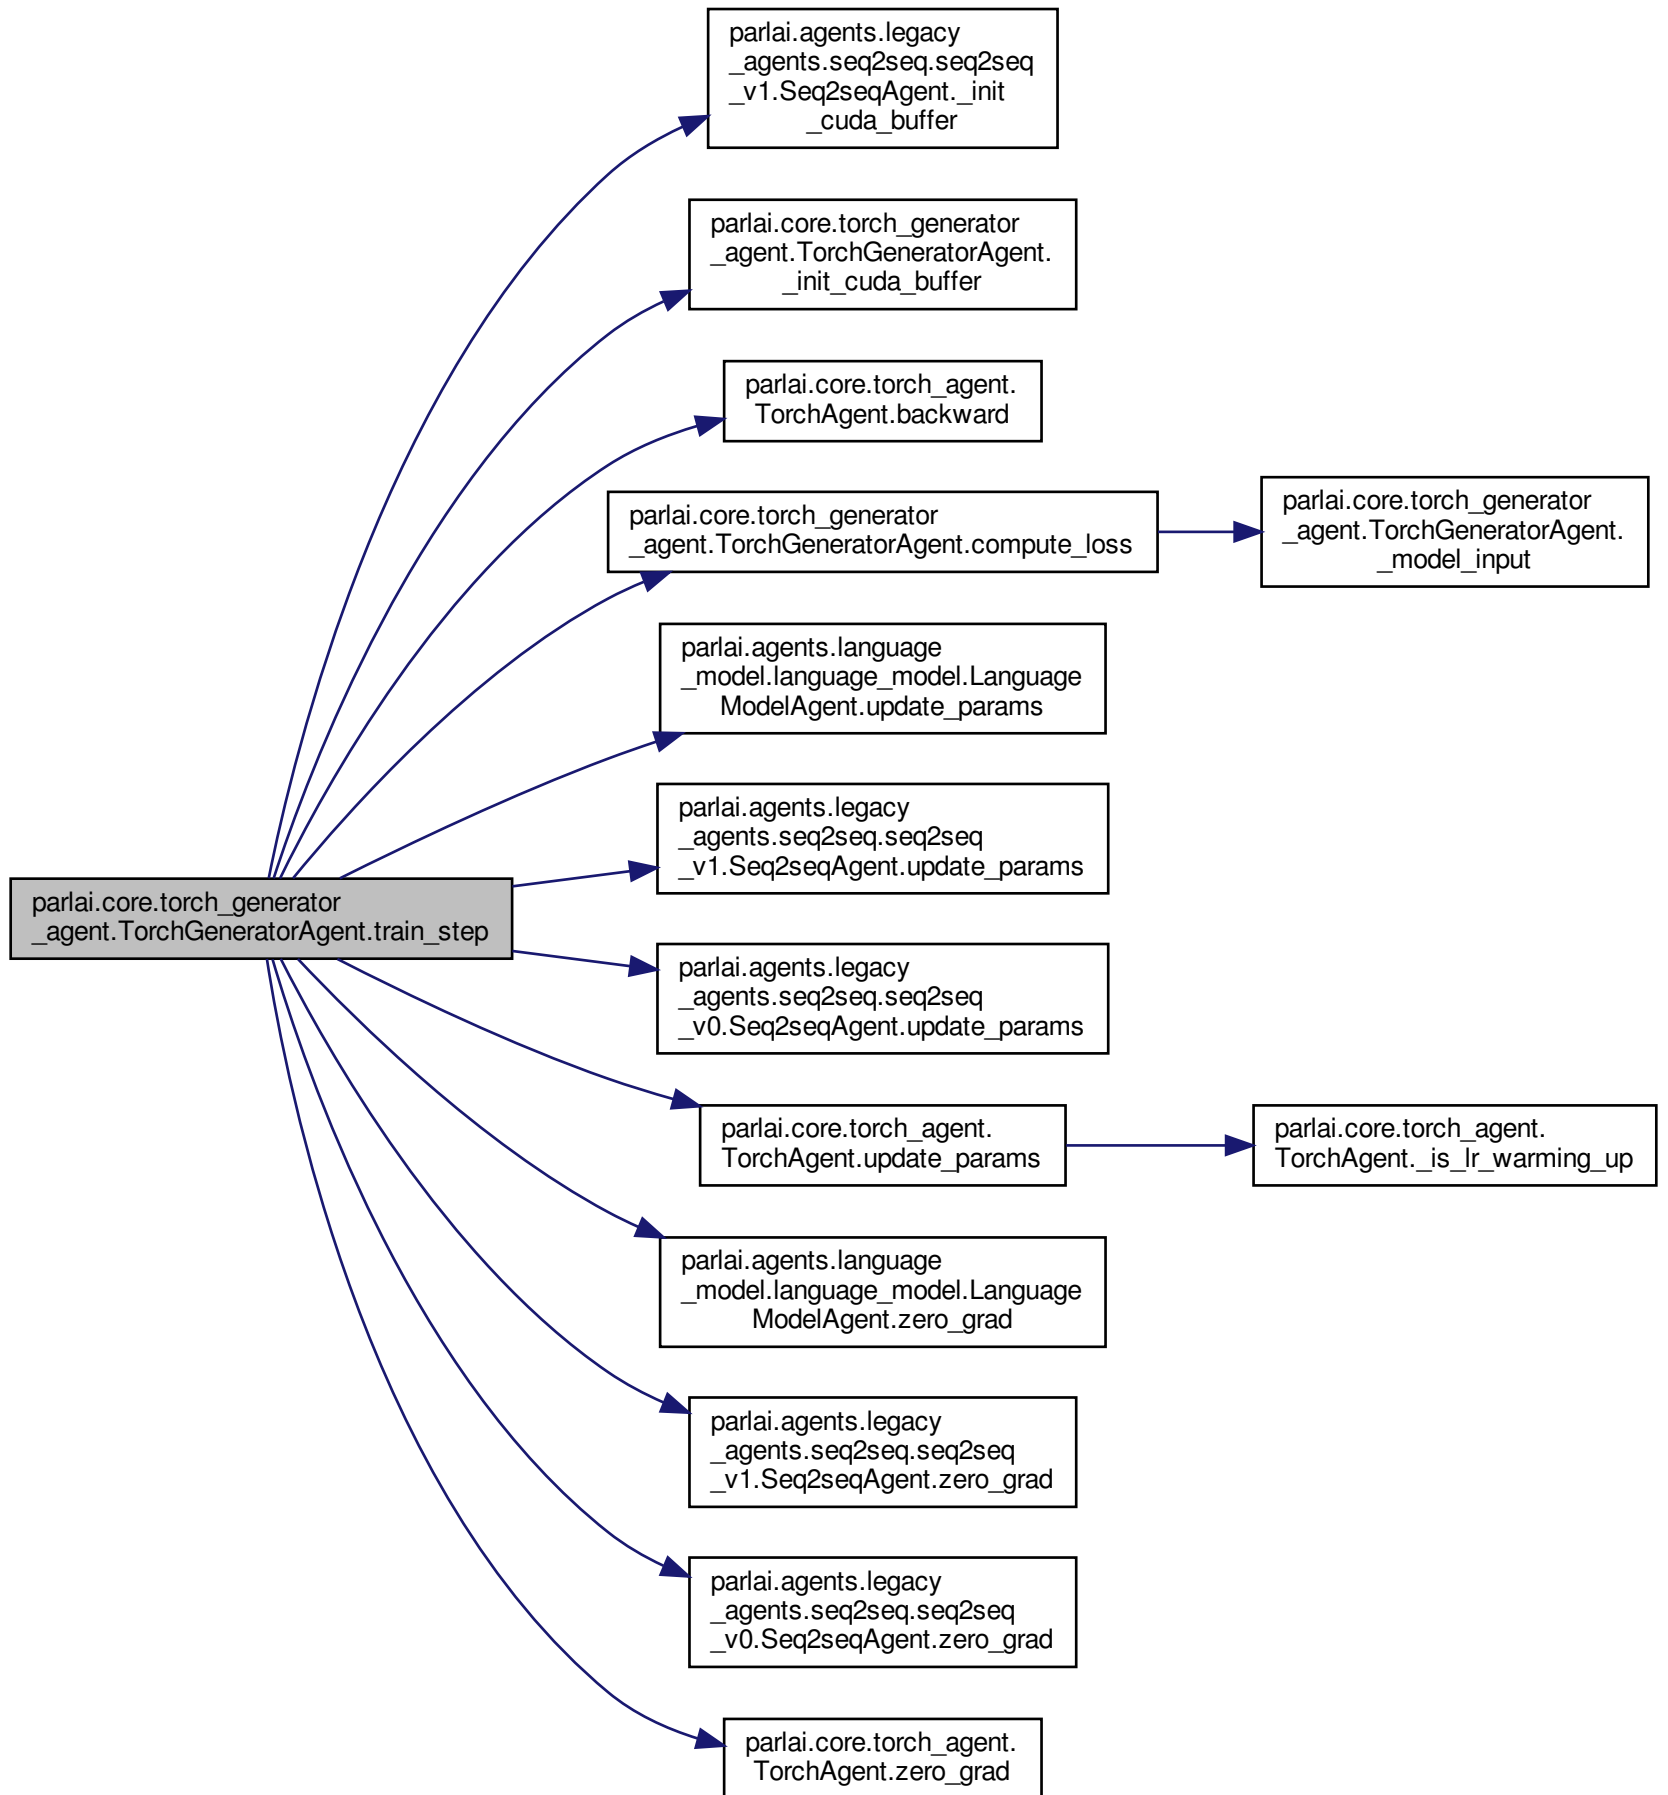 parlai.agents.legacy
_agents.seq2seq.seq2seq
_v1.Seq2seqAgent._init
_cuda_buffer
parlai.core.torch_generator
_agent.TorchGeneratorAgent.
_init_cuda_buffer
parlai.core.torch_agent.
TorchAgent.backward
parlai.core.torch_generator
_agent.TorchGeneratorAgent.compute_loss
parlai.core.torch_generator
_agent.TorchGeneratorAgent.
_model_input
parlai.agents.language
_model.language_model.Language
ModelAgent.update_params
parlai.agents.legacy
_agents.seq2seq.seq2seq
_v1.Seq2seqAgent.update_params
parlai.core.torch_generator
_agent.TorchGeneratorAgent.train_step
parlai.agents.legacy
_agents.seq2seq.seq2seq
_v0.Seq2seqAgent.update_params
parlai.core.torch_agent.
TorchAgent.update_params
parlai.core.torch_agent.
TorchAgent._is_lr_warming_up
parlai.agents.language
_model.language_model.Language
ModelAgent.zero_grad
parlai.agents.legacy
_agents.seq2seq.seq2seq
_v1.Seq2seqAgent.zero_grad
parlai.agents.legacy
_agents.seq2seq.seq2seq
_v0.Seq2seqAgent.zero_grad
parlai.core.torch_agent.
TorchAgent.zero_grad